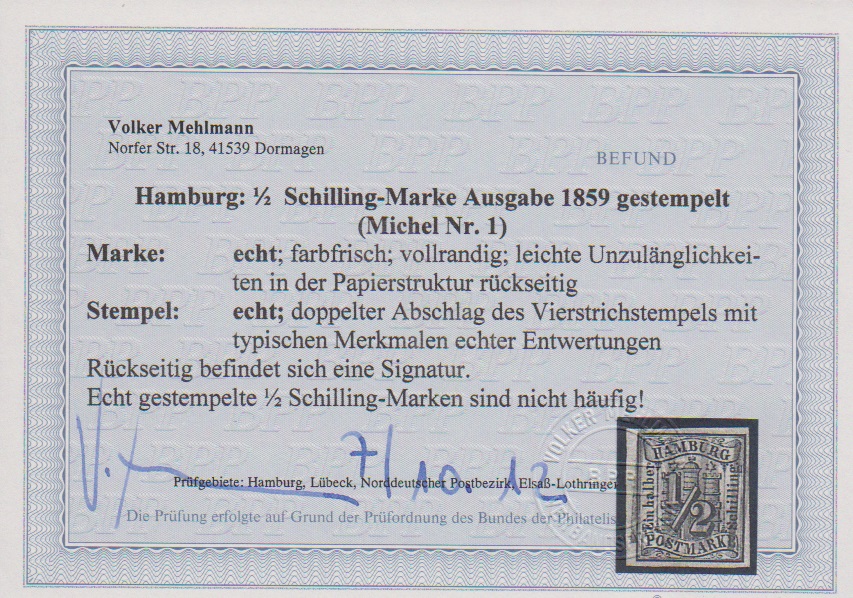 Volker Mehlmann
Norfer Str. 18, 41539 Dormagen
BEFUND
Hamburg: ½ Schilling-Marke Ausgabe 1859 gestempelt
(Michel Nr. 1)
Marke: echt; farbfrisch; vollrandig; leichte Unzulänglichkei-
ten in der Papierstruktur rückseitig
Stempel: echt; doppelter Abschlag des Vierstrichstempels mit
typischen Merkmalen echter Entwertungen
Rückseitig befindet sich eine Signatur.
Echt gestempelte ½ Schilling-Marken sind nicht häufig!
7/10.12
Prüfgebiete: Hamburg, Lübeck, Norddeutscher Postbezirk, Elsaß-Lothringen
Die Prüfung erfolgte auf Grund der Prüfordnung des Bundes der Philatelis
VOLKER
BPP
HAMBURG
Ein halber
1/2
Schilling
POSTMARKE